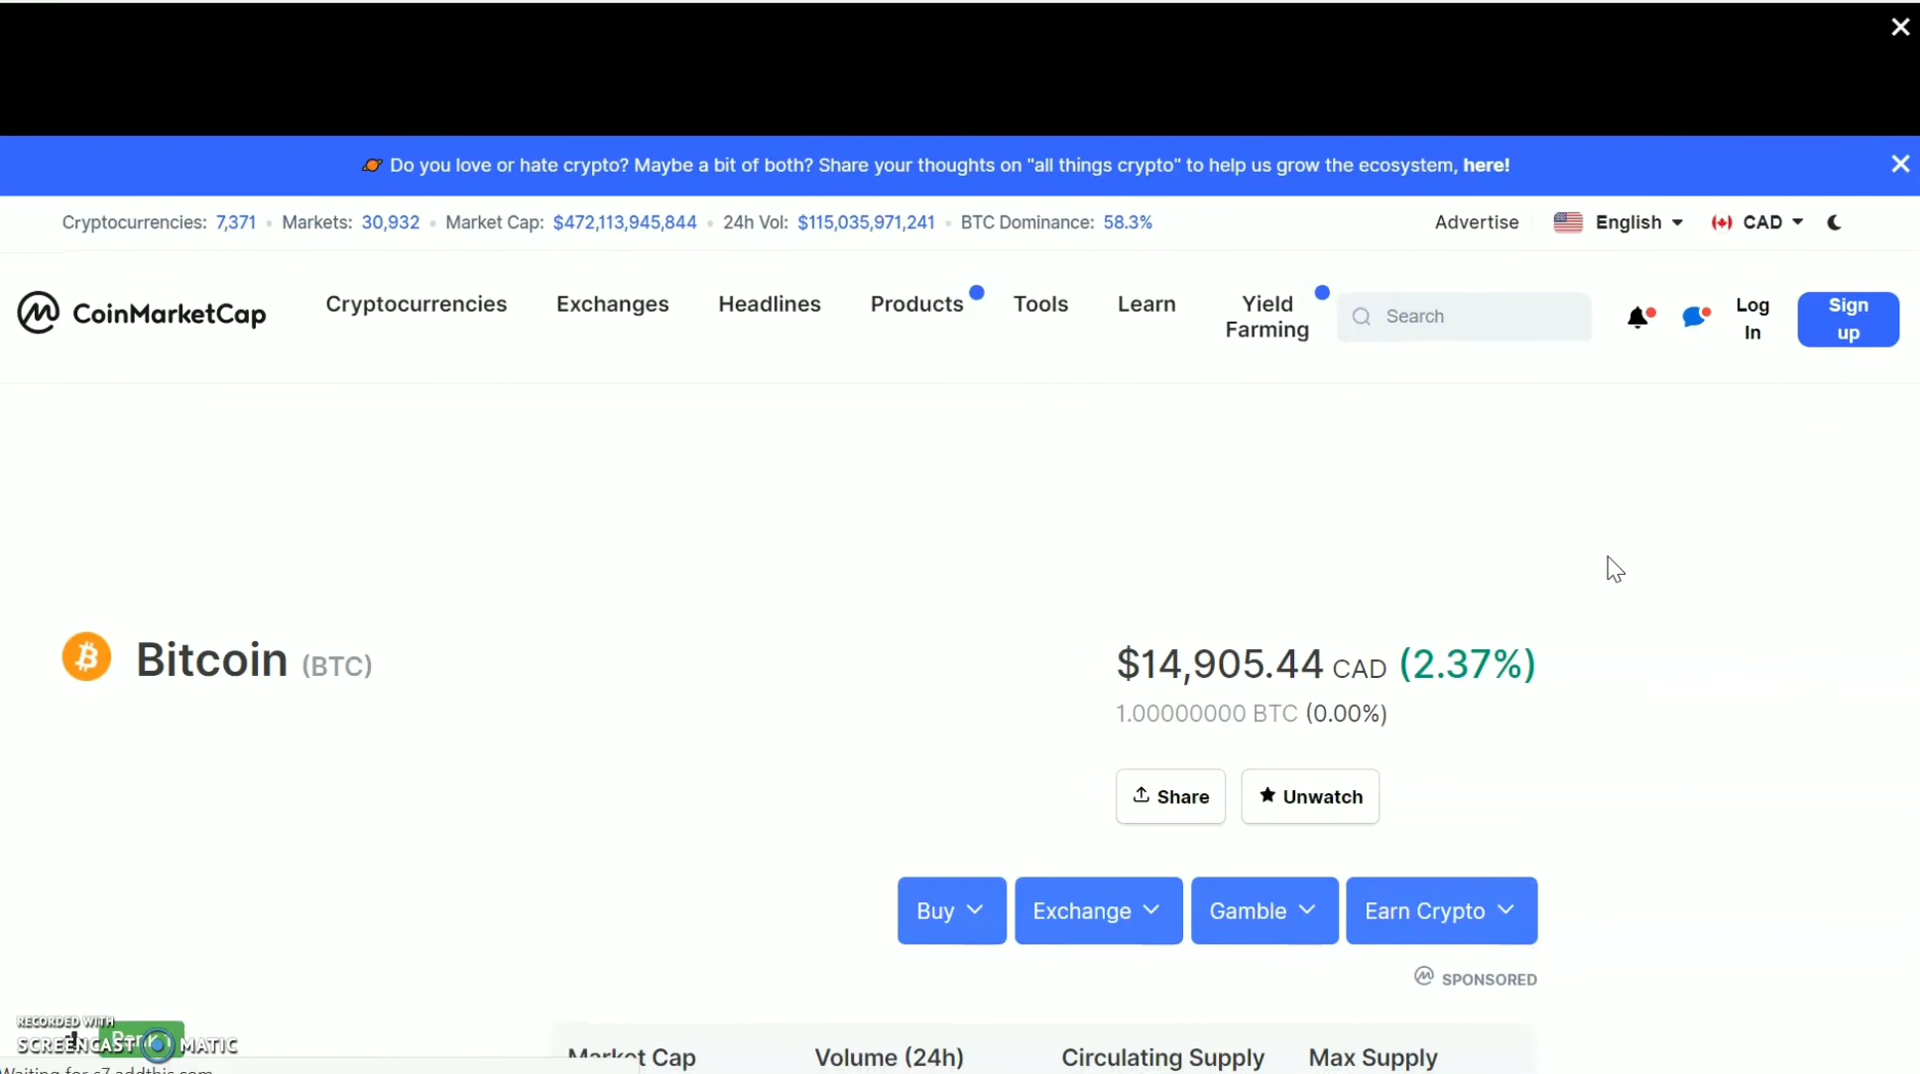 Do you love or hate crypto? Maybe a bit of both? Share your thoughts on "all things crypto" to help us grow the ecosystem, here!
Cryptocurrencies: 7,371 • Markets: 30,932 • Market Cap: $472,113,945,844 • 24h Vol: $115,035,971,241 • BTC Dominance: 58.3%
Advertise English CAD
CoinMarketCap
Cryptocurrencies Exchanges Headlines Products Tools Learn
Yield
Farming
Search
Log
In
Sign
up
Bitcoin (BTC)
$14,905.44 CAD (2.37%)
1.00000000 BTC (0.00%)
Share Unwatch
Buy Exchange Gamble Earn Crypto
SPONSORED
RECORDED WITH
SCREENCAST MATIC
Market Cap Volume (24h) Circulating Supply Max Supply